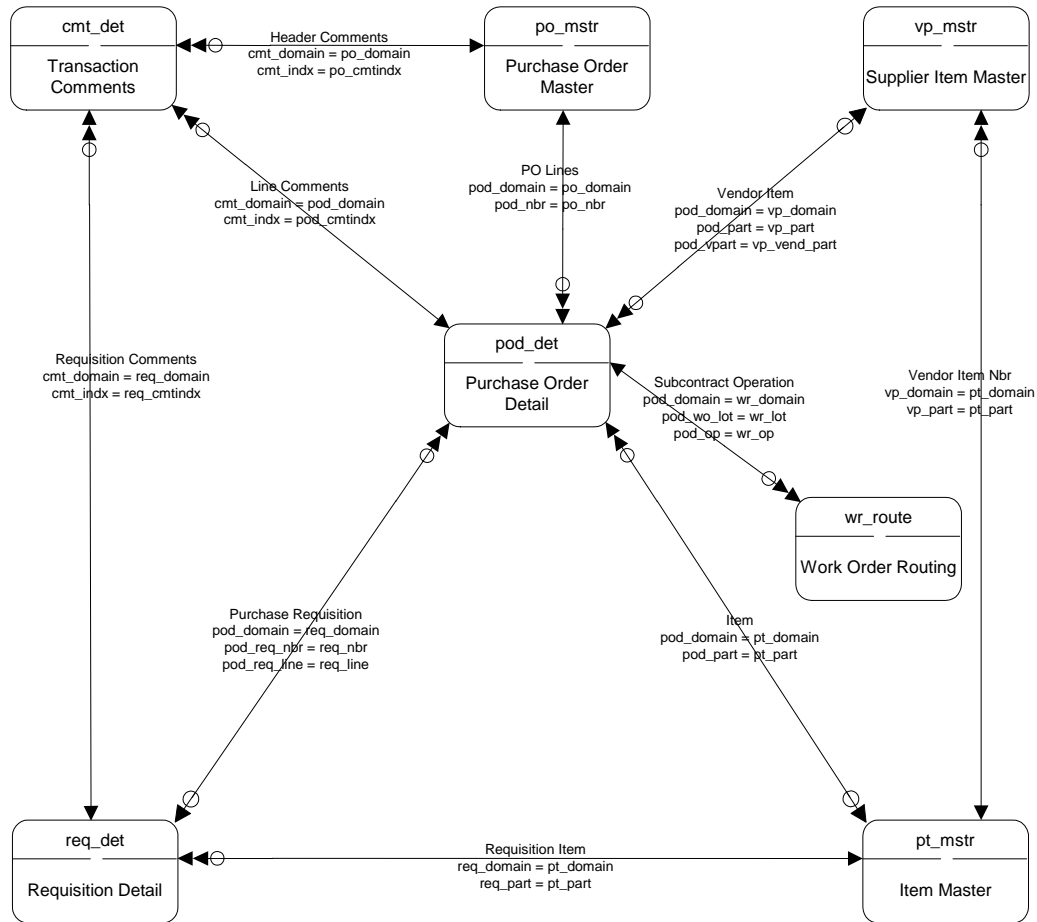 cmt_det
Transaction
Comments
Header Comments
cmt_domain = po_domain
cmt_indx = po_cmtindx
po_mstr
Purchase Order
Master
vp_mstr
Supplier Item Master
Line Comments
cmt_domain = pod_domain
cmt_indx = pod_cmtindx
PO Lines
pod_domain = po_domain
pod_nbr = po_nbr
Vendor Item
pod_domain = vp_domain
pod_part = vp_part
pod_vpart = vp_vend_part
Requisition Comments
cmt_domain = req_domain
cmt_indx = req_cmtindx
pod_det
Purchase Order
Detail
Subcontract Operation
pod_domain = wr_domain
pod_wo_lot = wr_lot
pod_op = wr_op
Vendor Item Nbr
vp_domain = pt_domain
vp_part = pt_part
wr_route
Work Order Routing
Purchase Requisition
pod_domain = req_domain
pod_req_nbr = req_nbr
pod_req_line = req_line
Item
pod_domain = pt_domain
pod_part = pt_part
req_det
Requisition Detail
Requisition Item
req_domain = pt_domain
req_part = pt_part
pt_mstr
Item Master